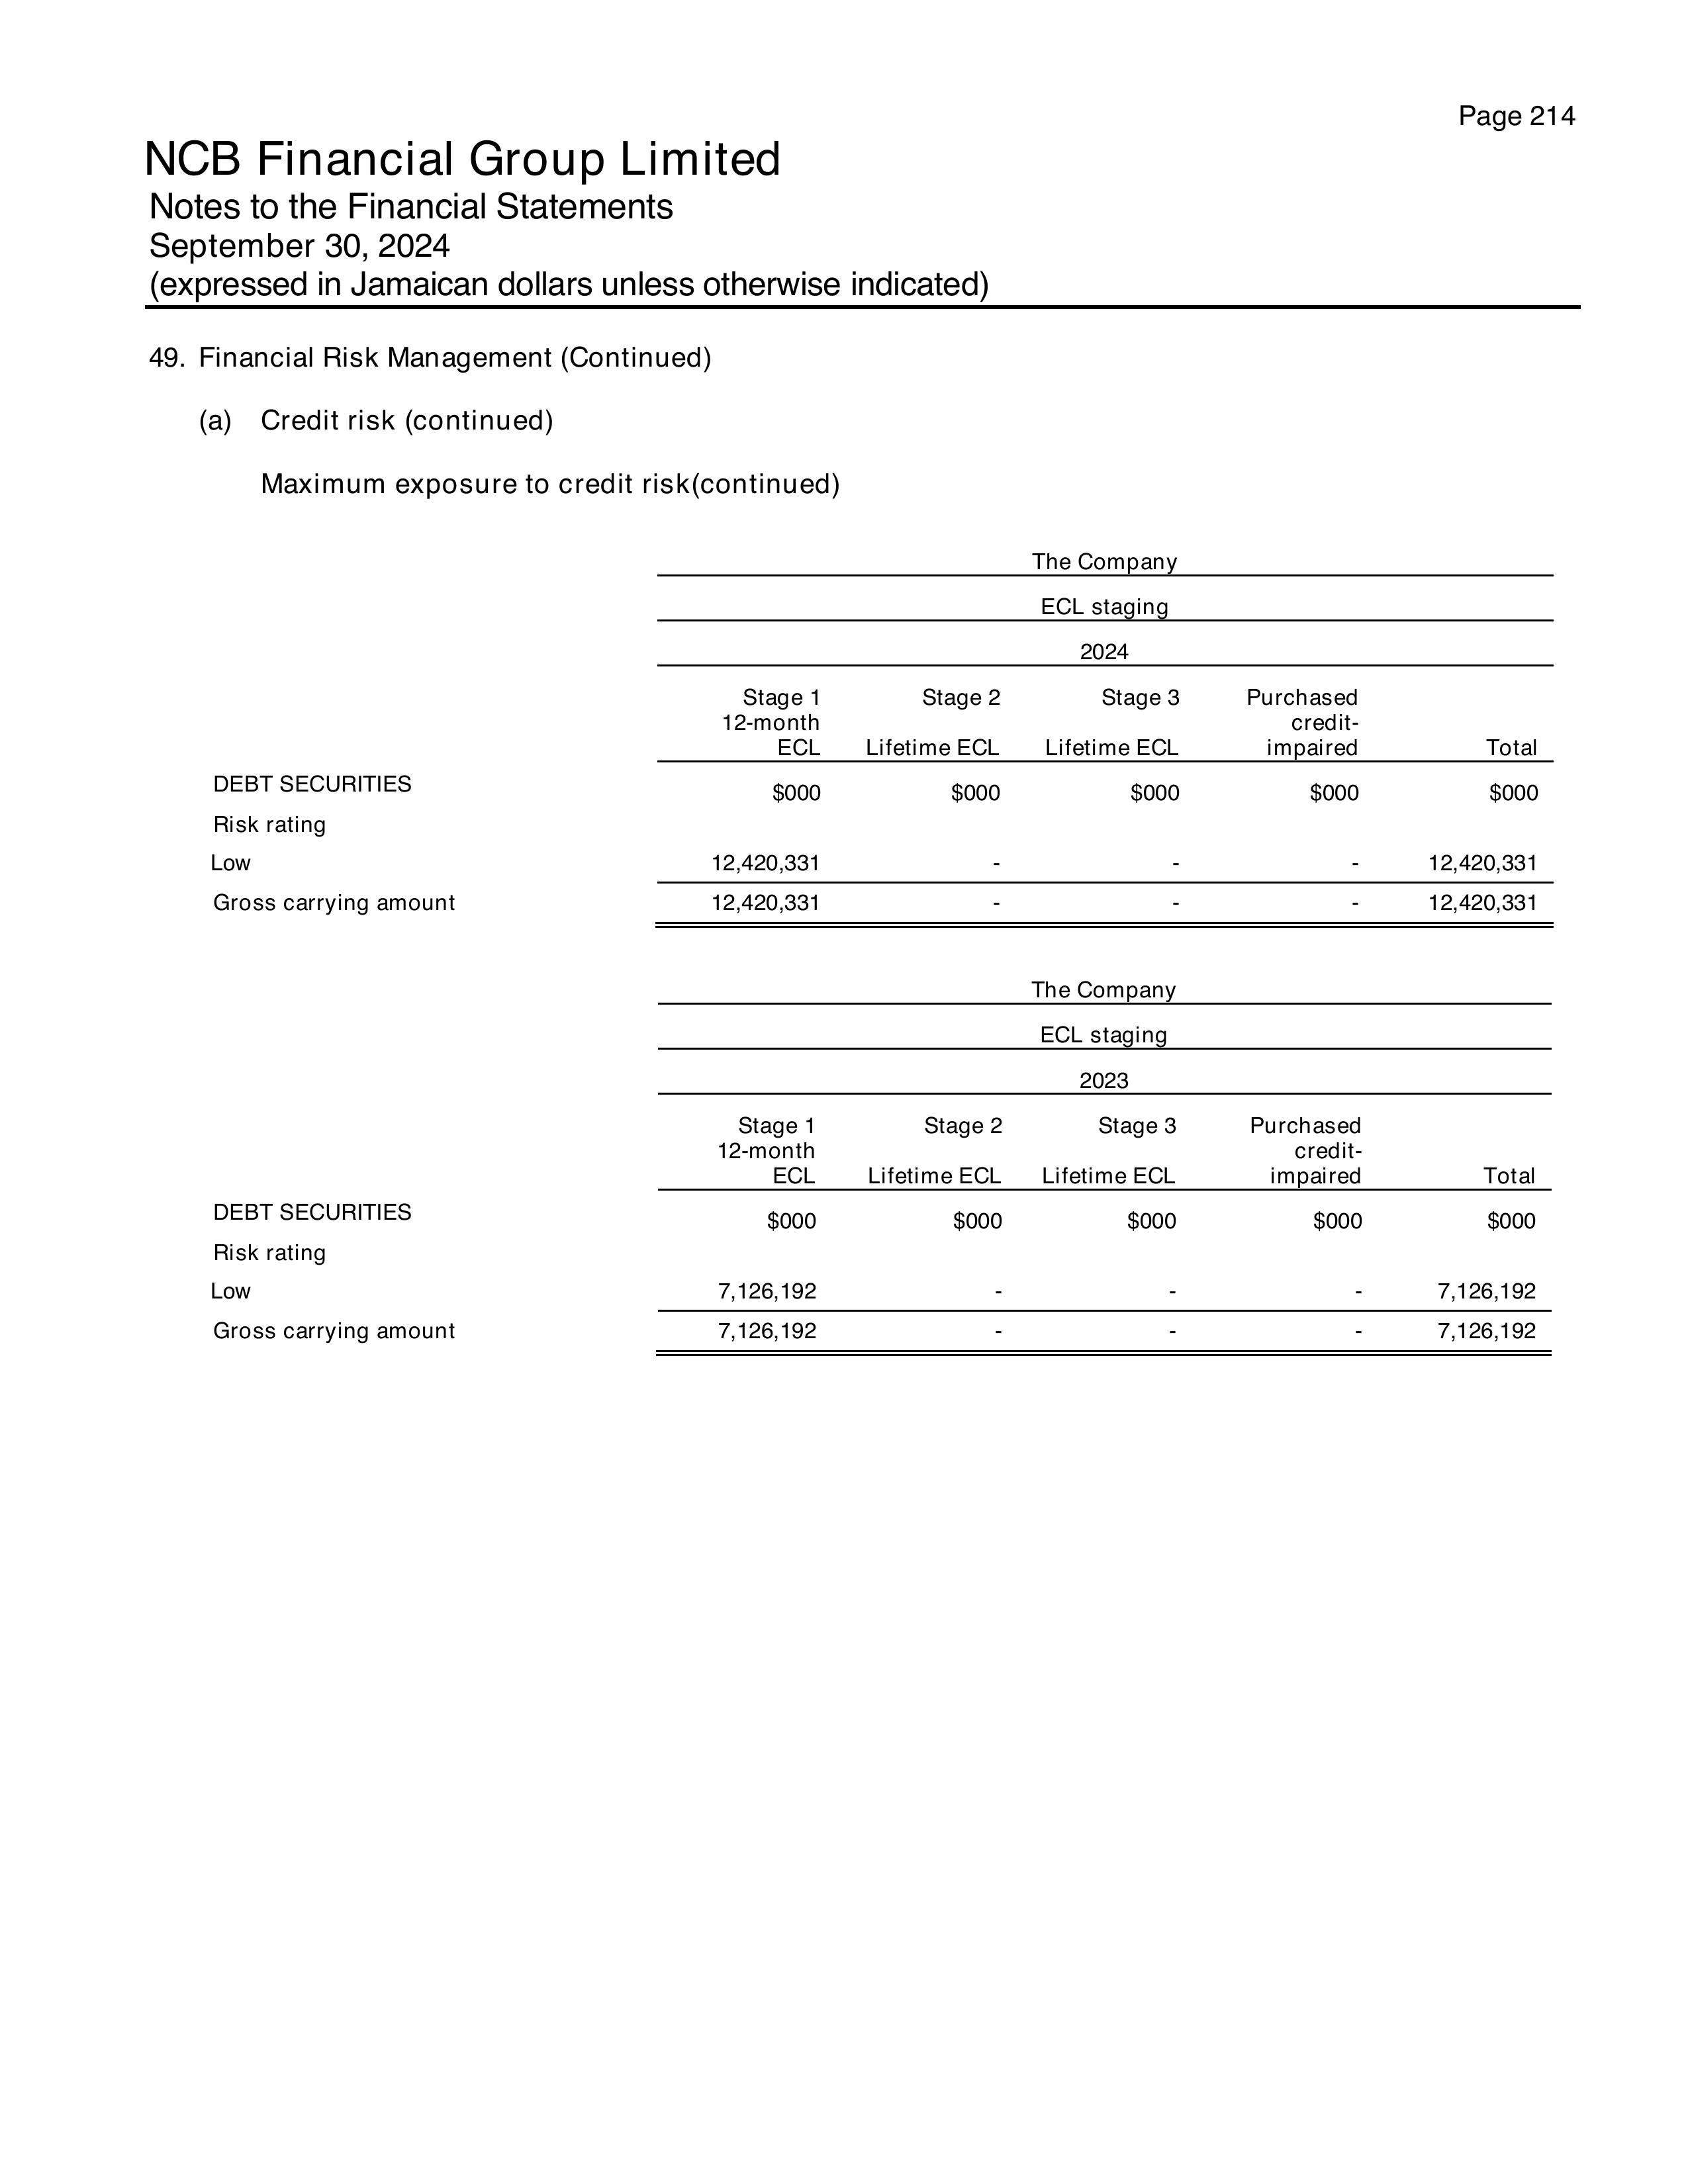 Page 214
NCB Financial Group Limited
Notes to the Financial Statements
September 30, 2024
(expressed in Jamaican dollars unless otherwise indicated)
49. Financial Risk Management (Continued)
(a) Credit risk (continued)
Maximum exposure to credit risk(continued)
The Company
ECL staging
2024
Stage 1 Stage 2 Stage 3 Purchased
12-month credit-
ECL Lifetime ECL Lifetime ECL impaired Total
DEBT SECURITIES $000 $000 $000 $000 $000
Risk rating
Low 12,420,331 - - - 12,420,331
Gross carrying amount 12,420,331 - - - 12,420,331
The Company
ECL staging
2023
Stage 1 Stage 2 Stage 3 Purchased
12-month credit-
ECL Lifetime ECL Lifetime ECL impaired Total
DEBT SECURITIES $000 $000 $000 $000 $000
Risk rating
Low 7,126,192 - - - 7,126,192
Gross carrying amount 7,126,192 - - - 7,126,192